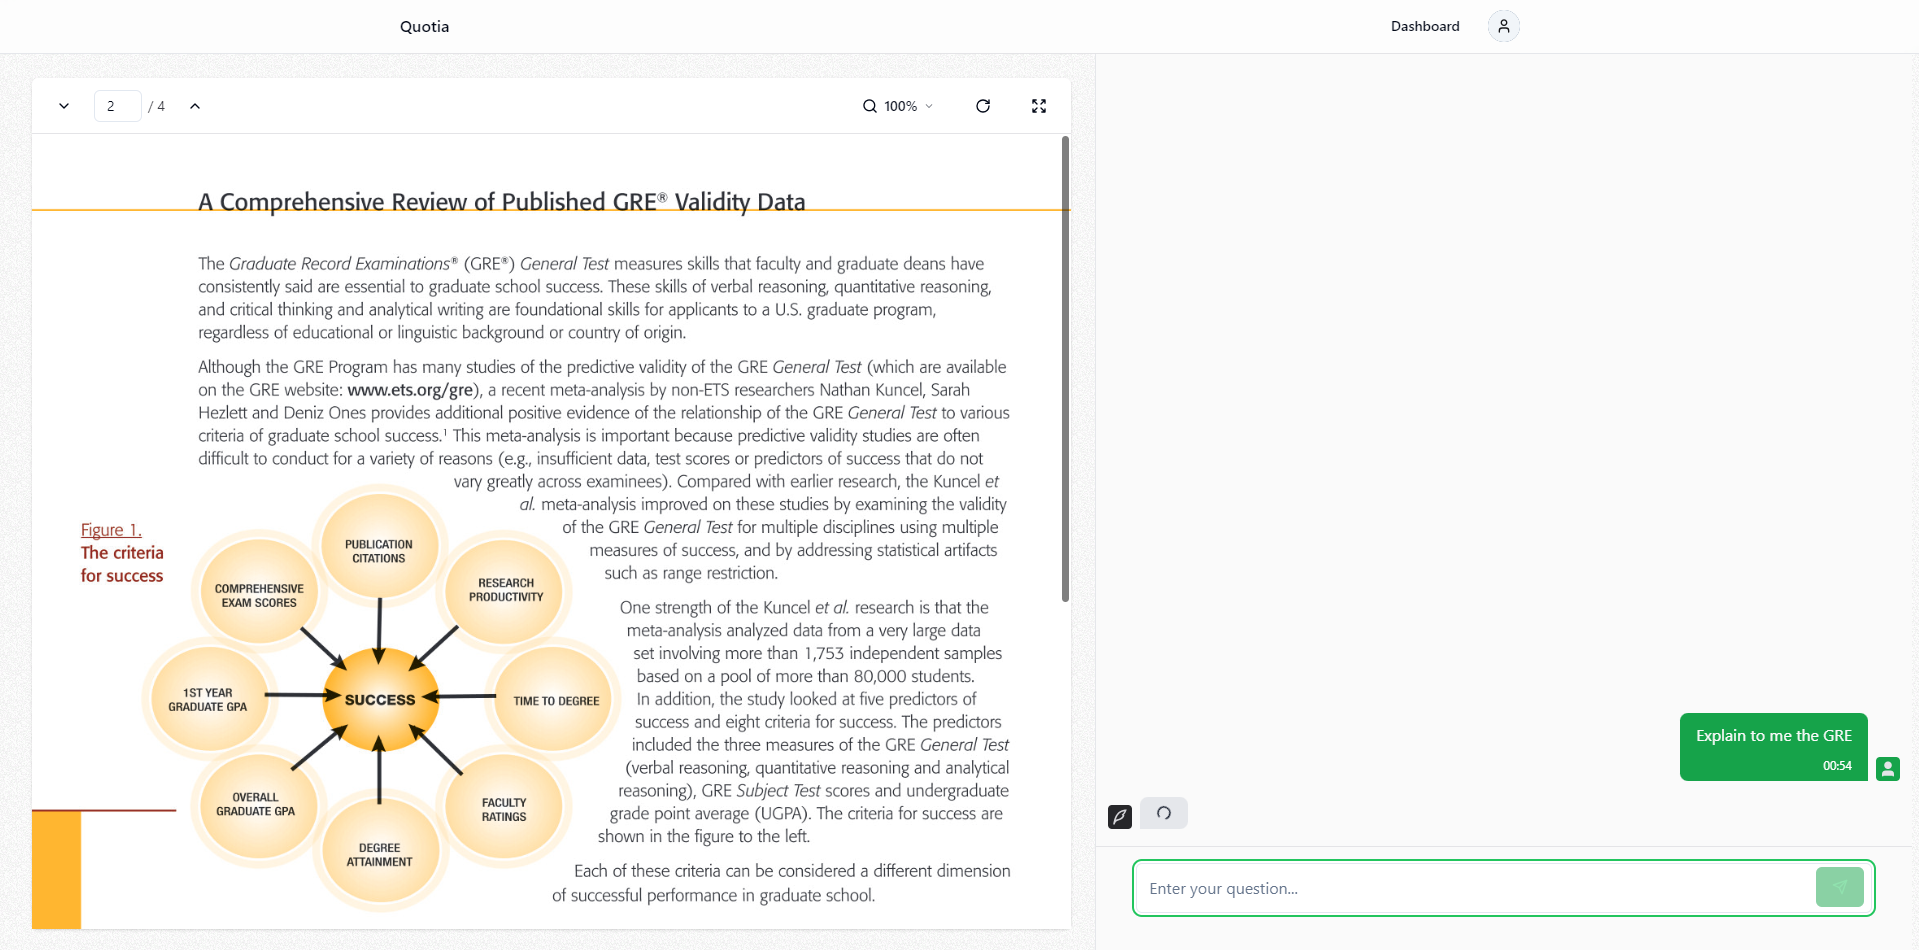 Quotia
Dashboard
2 / 4
100%
A Comprehensive Review of Published GRE® Validity Data
The Graduate Record Examinations® (GRE®) General Test measures skills that faculty and graduate deans have
consistently said are essential to graduate school success. These skills of verbal reasoning, quantitative reasoning,
and critical thinking and analytical writing are foundational skills for applicants to a U.S. graduate program,
regardless of educational or linguistic background or country of origin.
Although the GRE Program has many studies of the predictive validity of the GRE General Test (which are available
on the GRE website: www.ets.org/gre), a recent meta-analysis by non-ETS researchers Nathan Kuncel, Sarah
Hezlett and Deniz Ones provides additional positive evidence of the relationship of the GRE General Test to various
criteria of graduate school success.¹ This meta-analysis is important because predictive validity studies are often
difficult to conduct for a variety of reasons (e.g., insufficient data, test scores or predictors of success that do not
vary greatly across examinees). Compared with earlier research, the Kuncel et
al. meta-analysis improved on these studies by examining the validity
of the GRE General Test for multiple disciplines using multiple
measures of success, and by addressing statistical artifacts
such as range restriction.
One strength of the Kuncel et al. research is that the
meta-analysis analyzed data from a very large data
set involving more than 1,753 independent samples
based on a pool of more than 80,000 students.
In addition, the study looked at five predictors of
success and eight criteria for success. The predictors
included the three measures of the GRE General Test
(verbal reasoning, quantitative reasoning and analytical
reasoning), GRE Subject Test scores and undergraduate
grade point average (UGPA). The criteria for success are
shown in the figure to the left.
Each of these criteria can be considered a different dimension
of successful performance in graduate school.
Figure 1.
The criteria
for success
PUBLICATION
CITATIONS
RESEARCH
PRODUCTIVITY
TIME TO DEGREE
FACULTY
RATINGS
DEGREE
ATTAINMENT
OVERALL
GRADUATE GPA
1ST YEAR
GRADUATE GPA
COMPREHENSIVE
EXAM SCORES
SUCCESS
Explain to me the GRE
00:54
Enter your question...